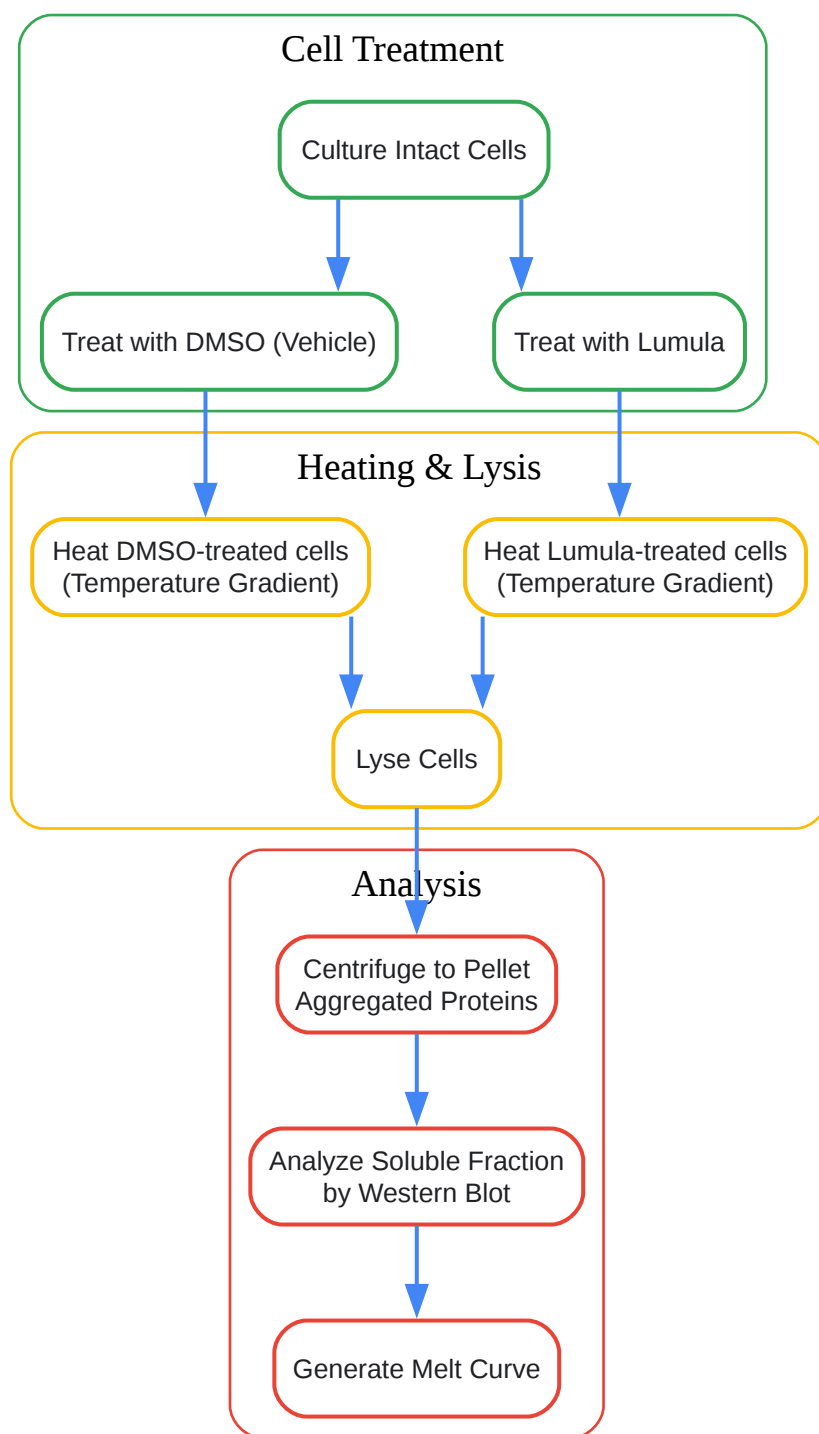 Cell Treatment
Culture Intact Cells
Treat with DMSO (Vehicle)
Treat with Lumula
Heating & Lysis
Heat DMSO-treated cells
(Temperature Gradient)
Heat Lumula-treated cells
(Temperature Gradient)
Lyse Cells
Analysis
Centrifuge to Pellet
Aggregated Proteins
Analyze Soluble Fraction
by Western Blot
Generate Melt Curve